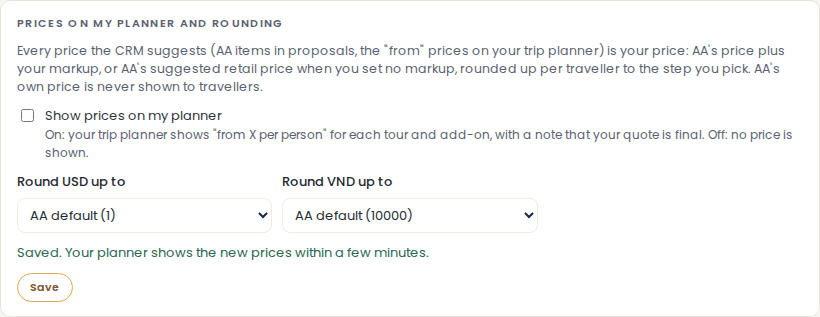 PRICES ON MY PLANNER AND ROUNDING
Every price the CRM suggests (AA items in proposals, the "from" prices on your trip planner) is your price: AA's price plus
your markup, or AA's suggested retail price when you set no markup, rounded up per traveller to the step you pick. AA's
own price is never shown to travellers.
Show prices on my planner
On: your trip planner shows "from X per person" for each tour and add-on, with a note that your quote is final. Off: no price is
shown.
Round USD up to
Round VND up to
AA default (1)
AA default (10000)
Saved. Your planner shows the new prices within a few minutes.
Save